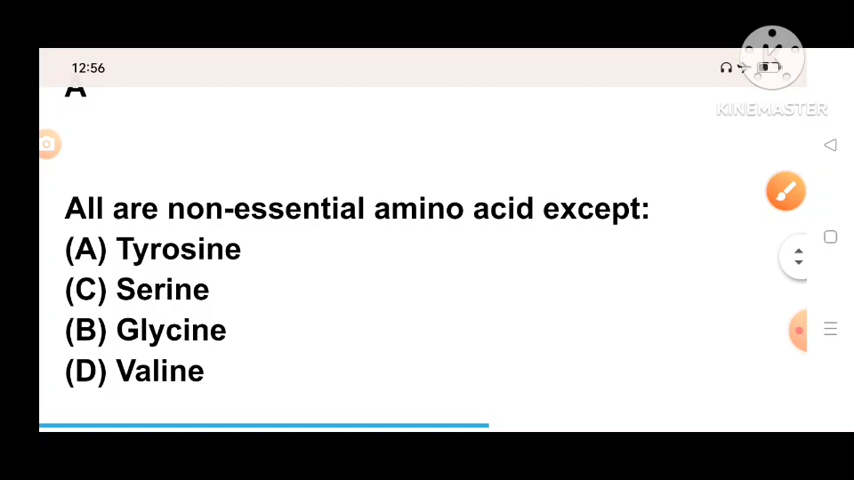 12:56
KINEMASTER
A
All are non-essential amino acid except:
(A) Tyrosine
(C) Serine
(B) Glycine
(D) Valine